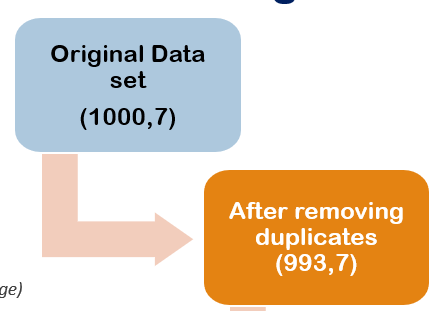 Original Data
set
(1000,7)
After removing
duplicates
(993,7)
ge)